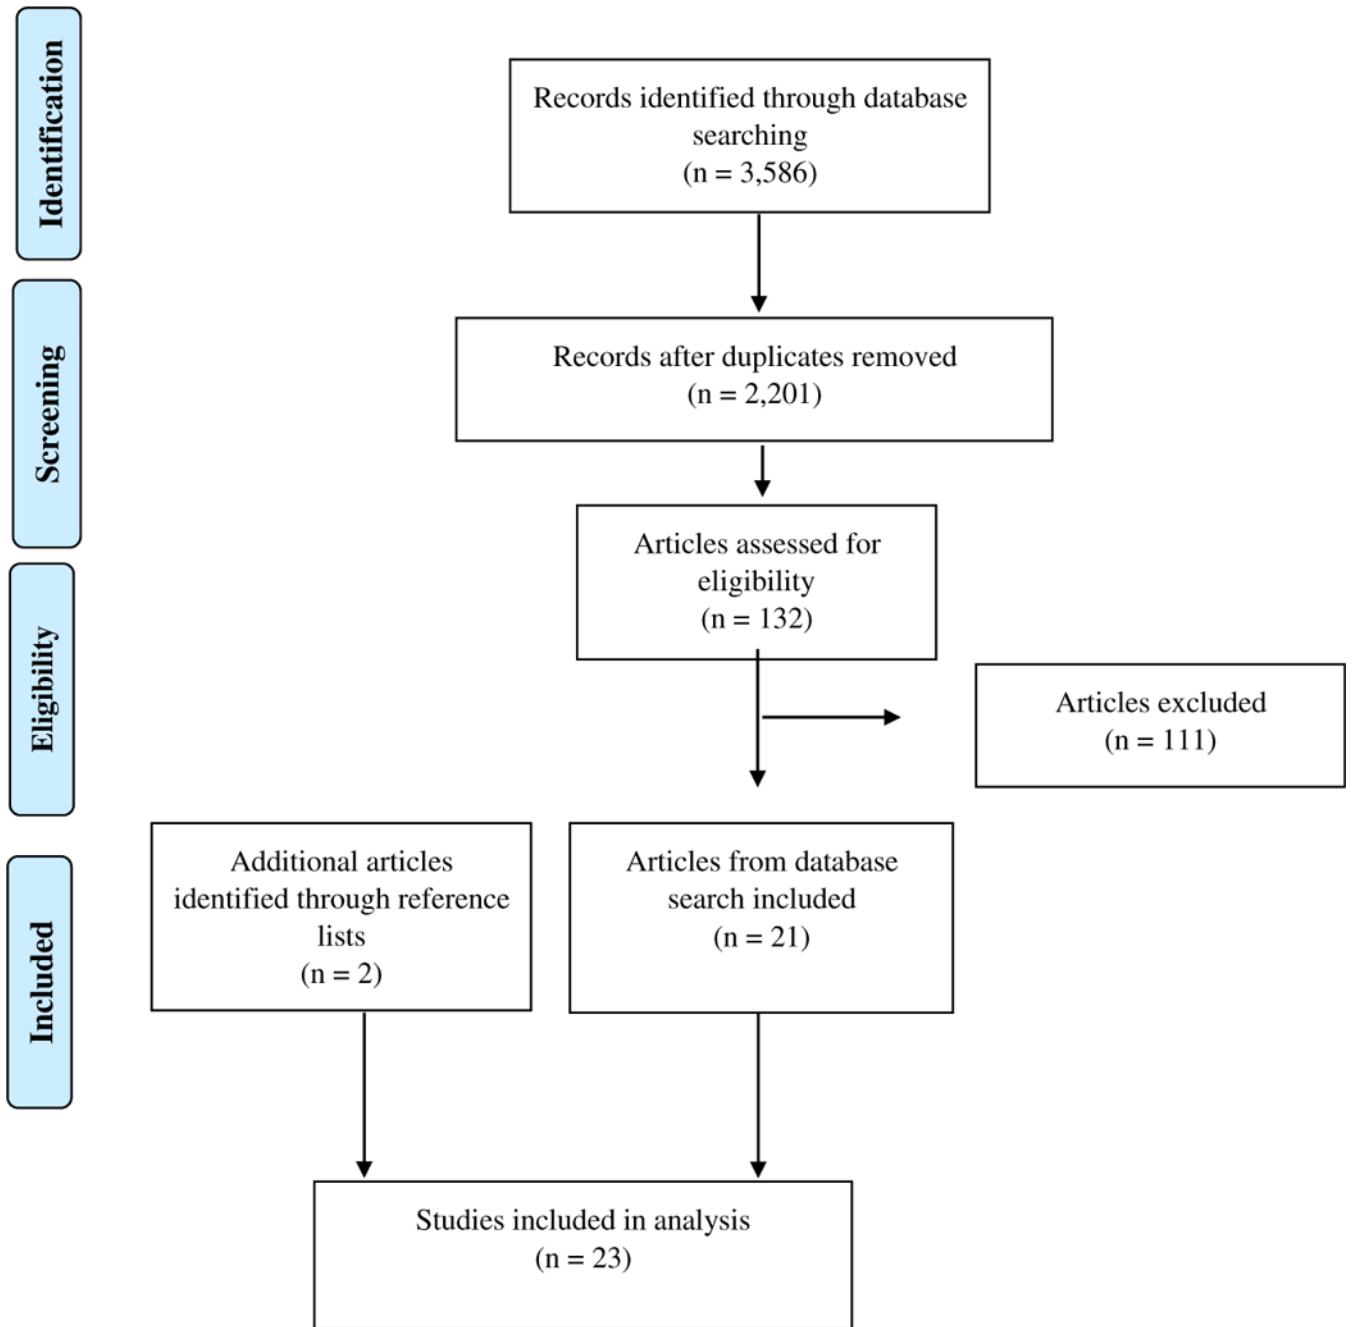 Identification
Records identified through database
searching
(n = 3,586)
Screening
Records after duplicates removed
(n = 2,201)
Articles assessed for
eligibility
(n = 132)
Eligibility
Articles excluded
(n = 111)
Included
Additional articles
identified through reference
lists
(n = 2)
Articles from database
search included
(n = 21)
Studies included in analysis
(n = 23)